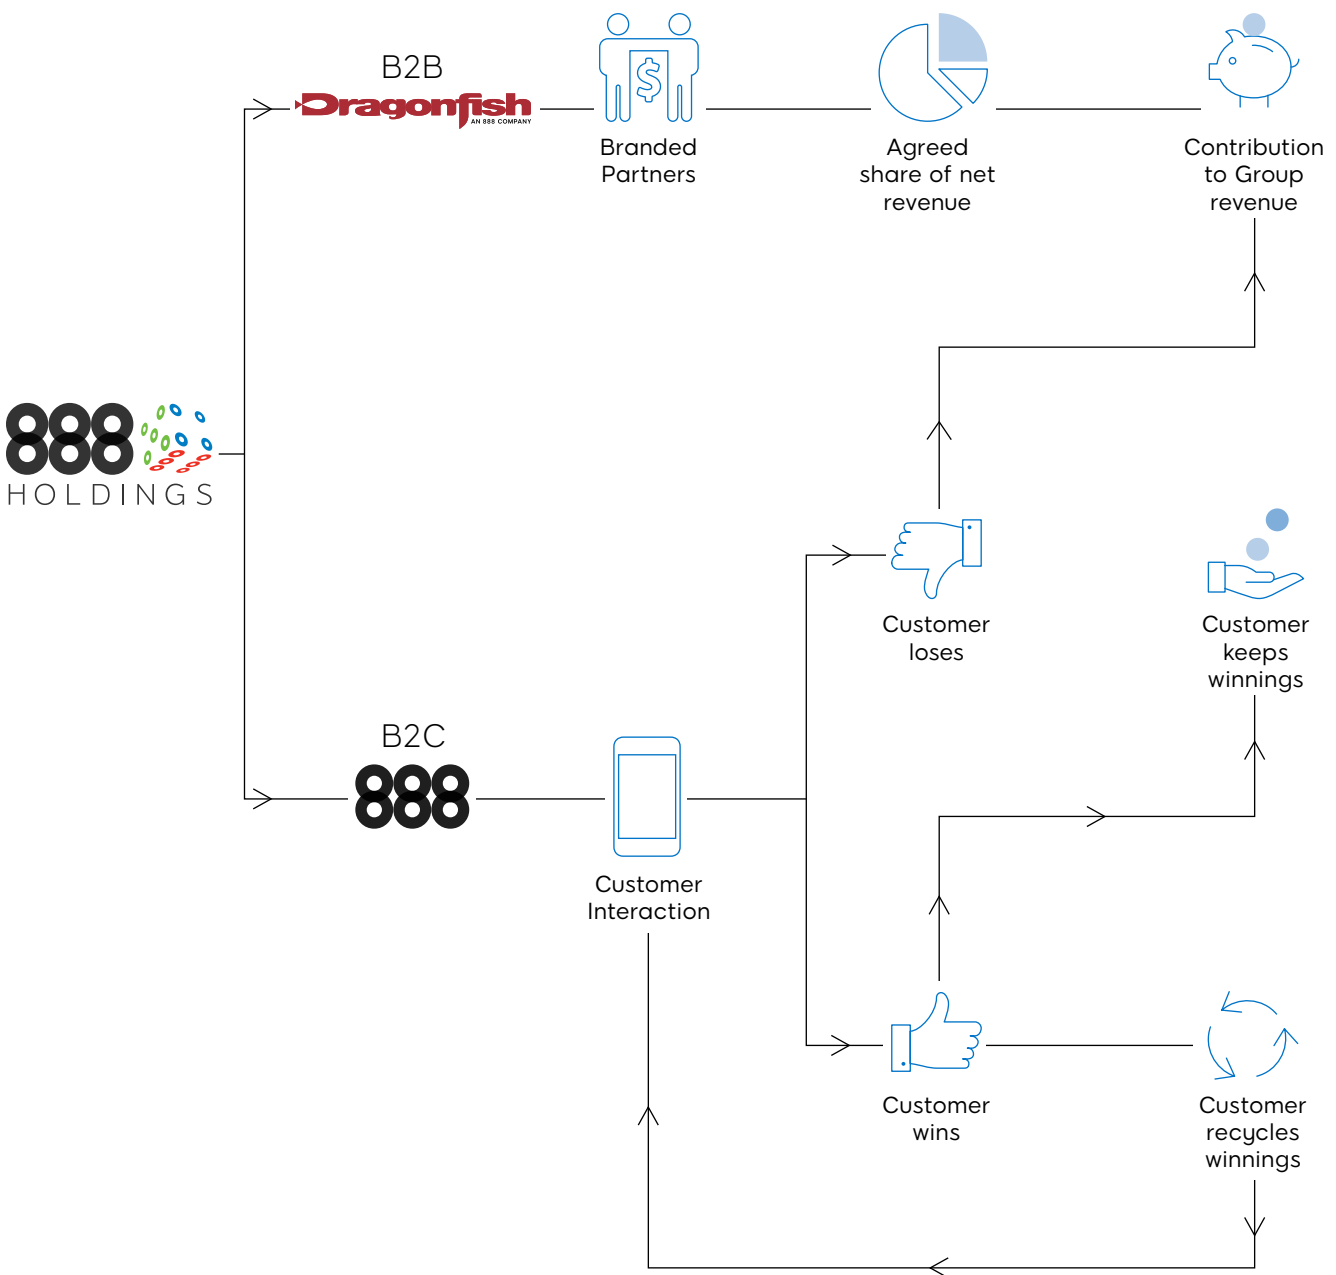 B2B
Dragonfish
AN 888 COMPANY
$
Branded
Partners
Agreed
share of net
revenue
Contribution
to Group
revenue
888
HOLDINGS
Customer
loses
Customer
keeps
winnings
B2C
888
Customer
Interaction
Customer
wins
Customer
recycles
winnings